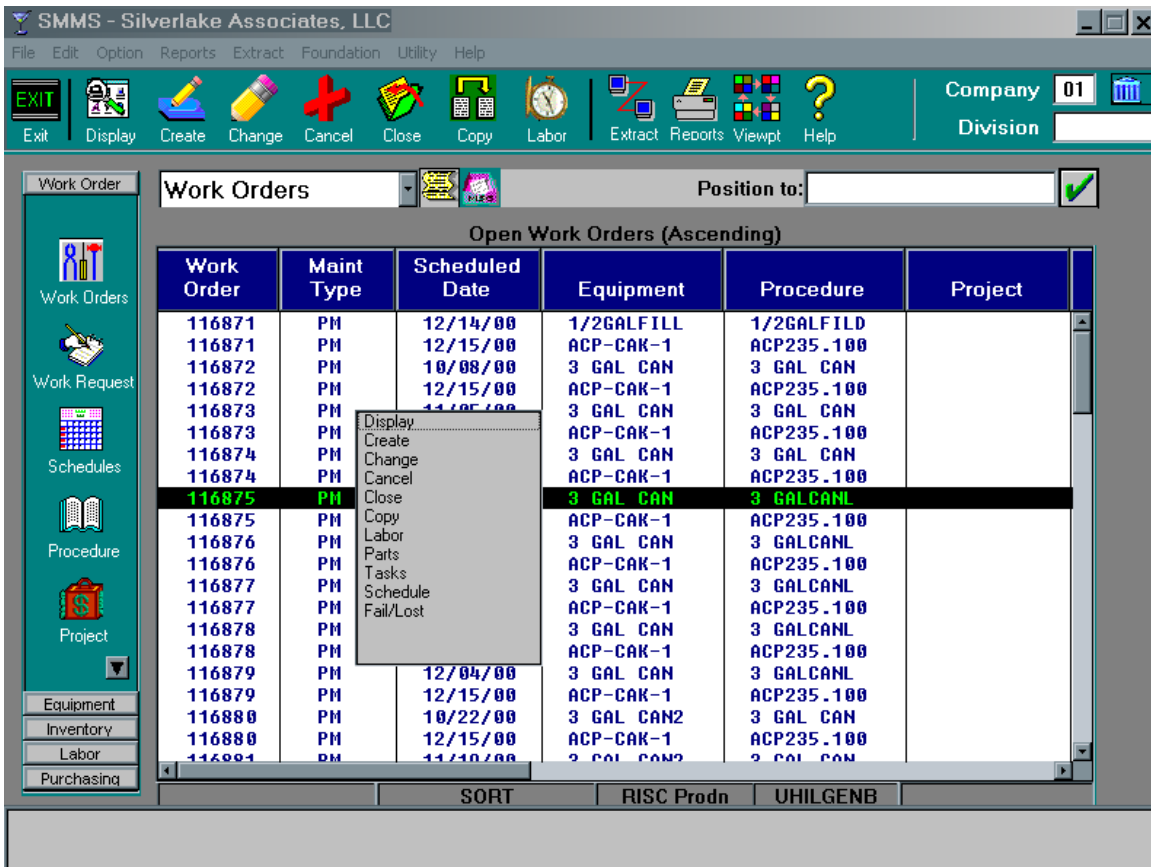 SMMS - Silverlake Associates, LLC
File Edit Option Reports Extract Foundation Utility Help
EXIT
Exit Display Create Change Cancel Close Copy Labor Extract Reports Viewpt Help
Company 01
Division
Work Order
Work Orders
Position to:
Open Work Orders (Ascending)
Work Order Maint Type Scheduled Date Equipment Procedure Project
116871 PM 12/14/00 1/2GALFILL 1/2GALFILD
116871 PM 12/15/00 ACP-CAK-1 ACP235.100
116872 PM 10/08/00 3 GAL CAN 3 GAL CAN
116872 PM 12/15/00 ACP-CAK-1 ACP235.100
116873 PM 3 GAL CAN 3 GAL CAN
116873 PM ACP-CAK-1 ACP235.100
116874 PM 3 GAL CAN 3 GAL CAN
116874 PM ACP-CAK-1 ACP235.100
116875 PM 3 GAL CAN 3 GALCANL
116875 PM ACP-CAK-1 ACP235.100
116876 PM 3 GAL CAN 3 GALCANL
116876 PM ACP-CAK-1 ACP235.100
116877 PM 3 GAL CAN 3 GALCANL
116877 PM ACP-CAK-1 ACP235.100
116878 PM 3 GAL CAN 3 GALCANL
116878 PM ACP-CAK-1 ACP235.100
116879 PM 12/04/00 3 GAL CAN 3 GALCANL
116879 PM 12/15/00 ACP-CAK-1 ACP235.100
116880 PM 10/22/00 3 GAL CAN2 3 GAL CAN
116880 PM 12/15/00 ACP-CAK-1 ACP235.100
Display
Create
Change
Cancel
Close
Copy
Labor
Parts
Tasks
Schedule
Fail/Lost
Work Orders
Work Request
Schedules
Procedure
Project
Equipment
Inventory
Labor
Purchasing
SORT RISC Prodn UHILGENB